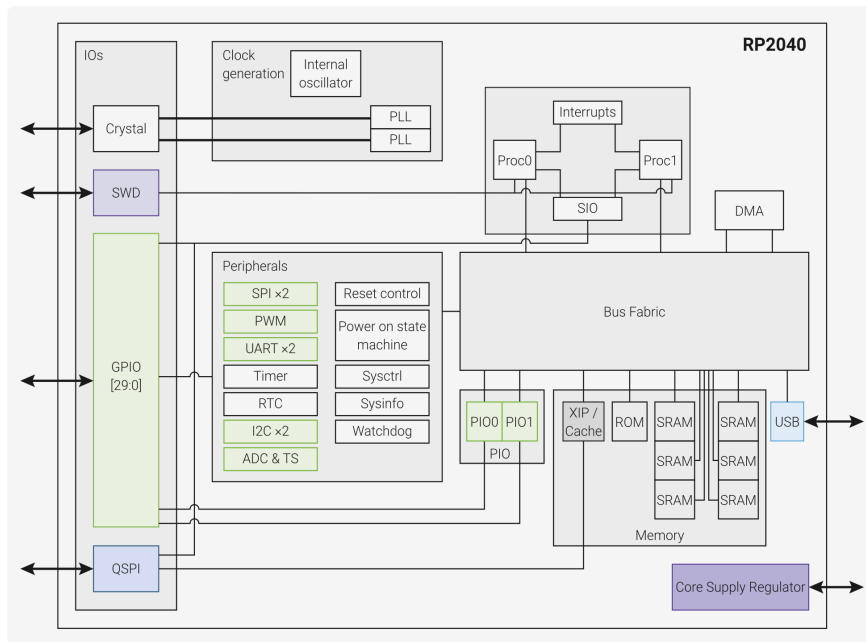 RP2040
IOs
Clock
generation
Internal
oscillator
Crystal
PLL
PLL
Interrupts
Proc0
Proc1
SWD
SIO
DMA
Peripherals
SPI ×2
Reset control
PWM
Power on state
machine
UART ×2
Bus Fabric
GPIO
[29:0]
Timer
Sysctrl
RTC
Sysinfo
I2C ×2
Watchdog
ADC & TS
PIO0
PIO1
PIO
XIP /
Cache
ROM
SRAM
SRAM
USB
SRAM
SRAM
SRAM
SRAM
Memory
QSPI
Core Supply Regulator